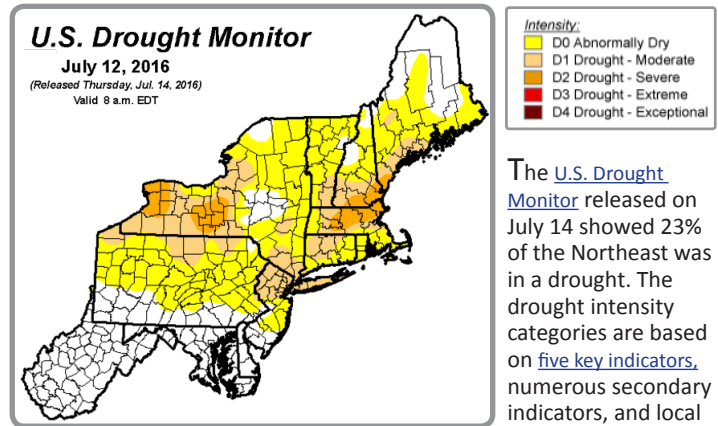 U.S. Drought Monitor
July 12, 2016
(Released Thursday, Jul. 14, 2016)
Valid 8 a.m. EDT
Intensity:
D0 Abnormally Dry
D1 Drought - Moderate
D2 Drought - Severe
D3 Drought - Extreme
D4 Drought - Exceptional
The U.S. Drought
Monitor released on
July 14 showed 23%
of the Northeast was
in a drought. The
drought intensity
categories are based
on five key indicators,
numerous secondary
indicators, and local